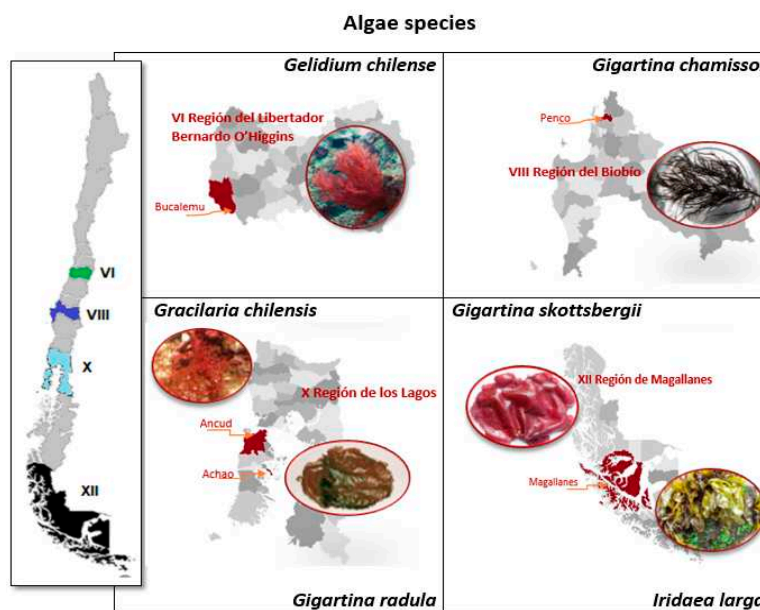 Algae species
VI
VIII
X
XII
Gelidium chilense
VI Región del Libertador
Bernardo O'Higgins
Bucalemu
Gigartina chamisso
Penco
VIII Región del Biobío
Gracilaria chilensis
X Región de los Lagos
Ancud
Achao
Gigartina radula
Gigartina skottsbergii
XII Región de Magallanes
Magallanes
Iridaea larga